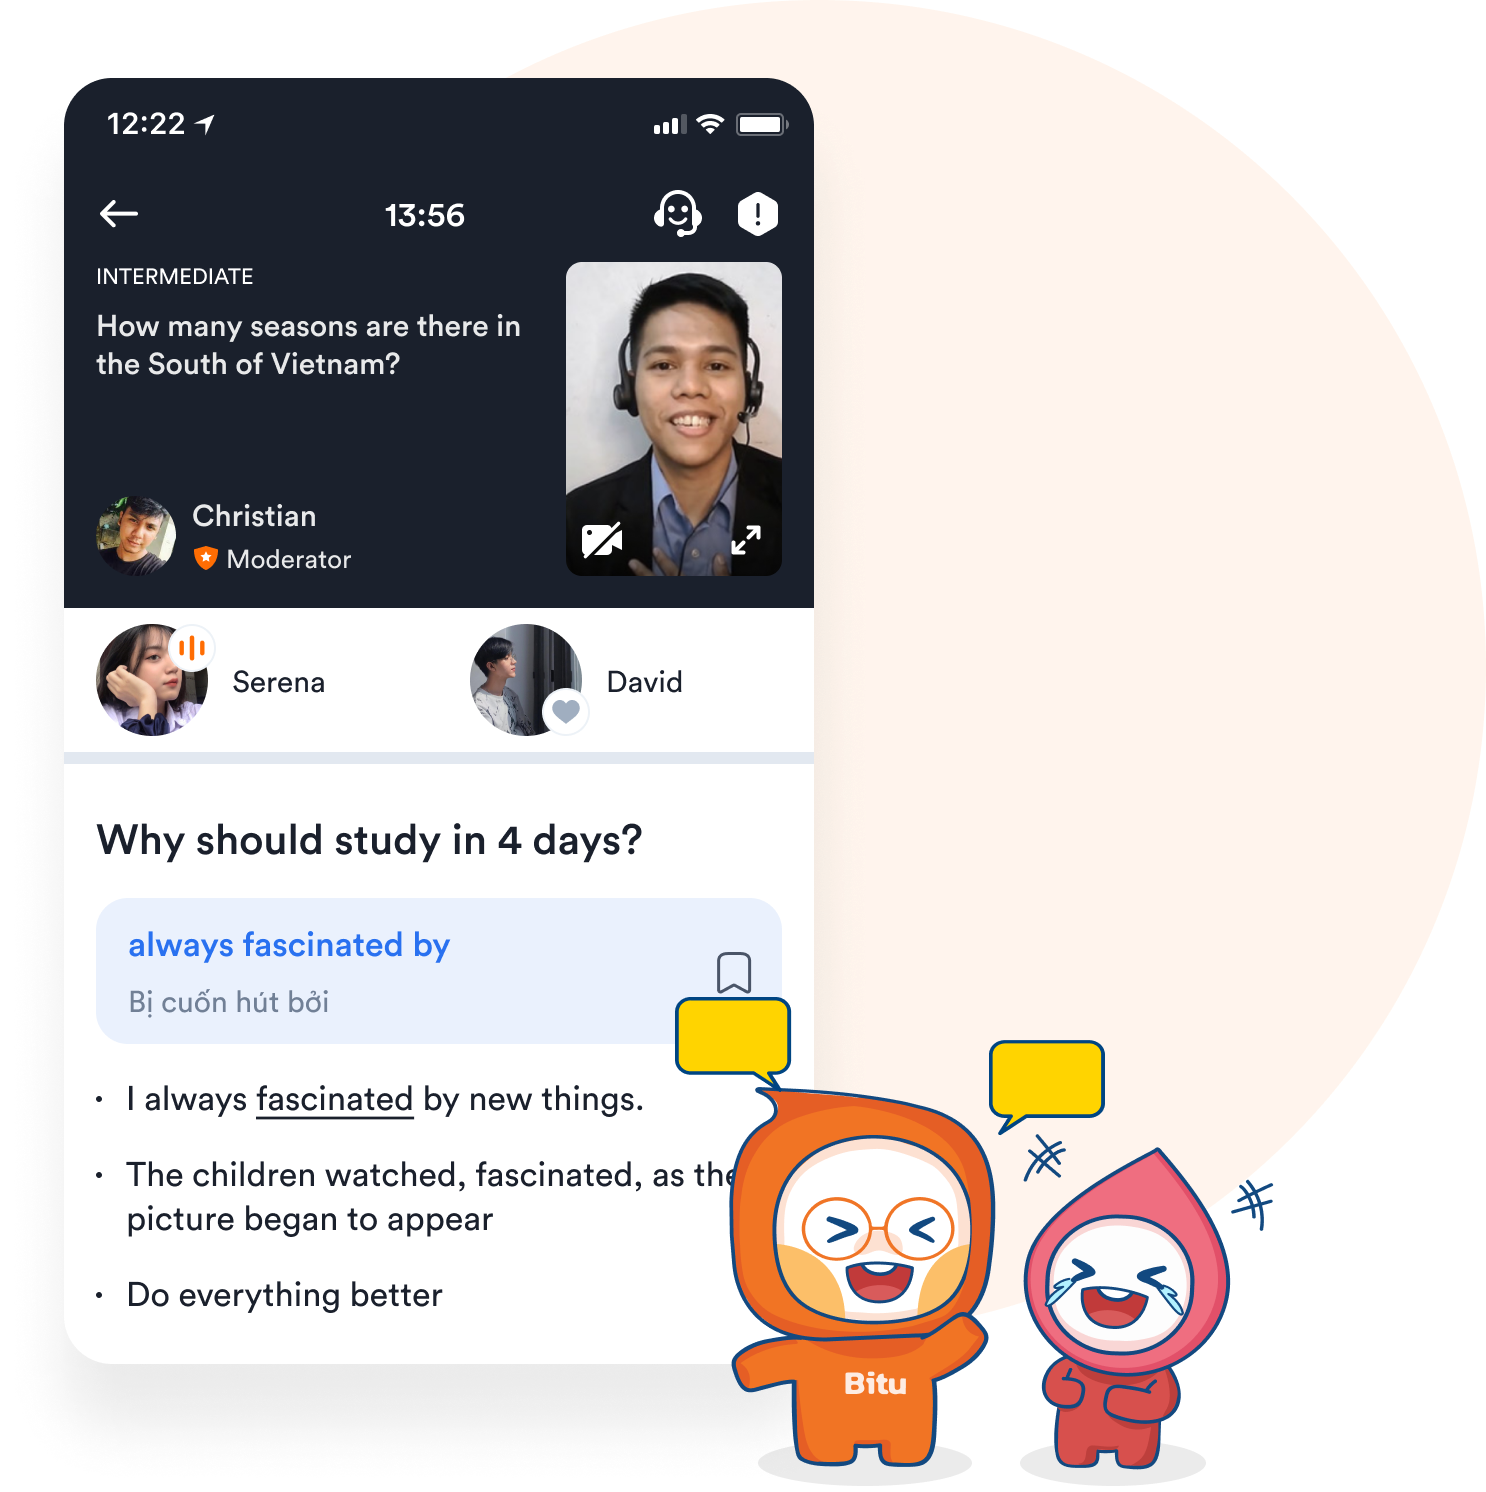 12:22
13:56
INTERMEDIATE
How many seasons are there in
the South of Vietnam?
Christian
Moderator
Serena
David
Why should study in 4 days?
always fascinated by
Bị cuốn hút bởi
• I always fascinated by new things.
• The children watched, fascinated, as the
picture began to appear
• Do everything better
Bitu